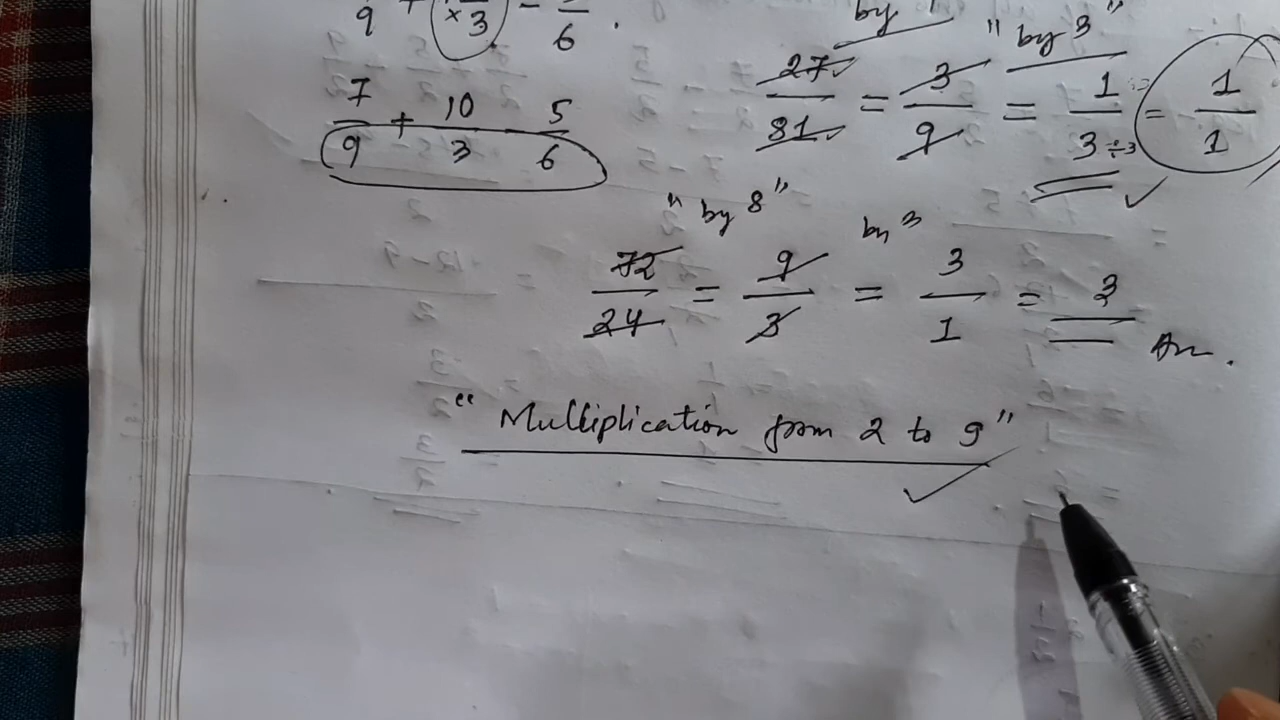 9 + ×3 - 6 .
7/9 + 10/3 5/6
by
" by 3 "
27/81 = 3/9 = 1/3 ÷3 = 1/1
" by 8 " by 3
72/24 = 9/3 = 3/1 = 3 Ans.
"Multiplication from 2 to 9"